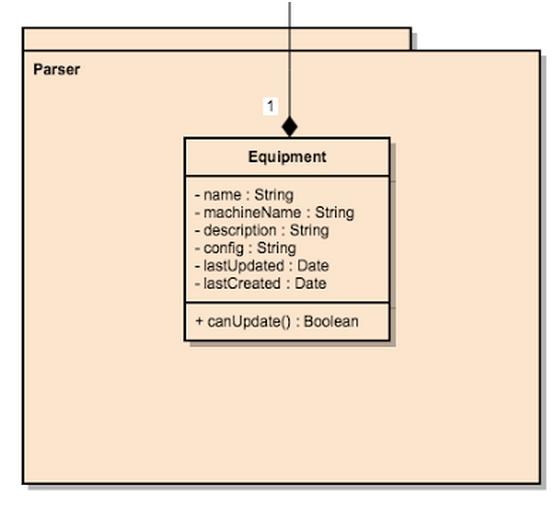 Parser
1
Equipment
- name : String
- machineName : String
- description : String
- config : String
- lastUpdated : Date
- lastCreated : Date
+ canUpdate() : Boolean